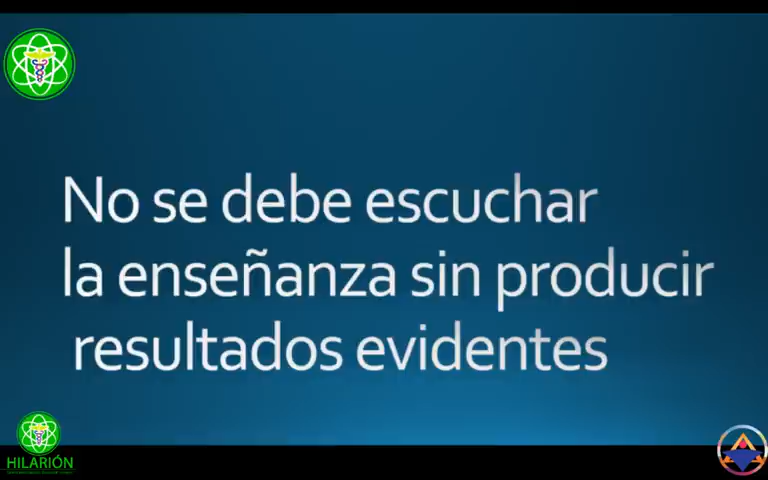 No se debe escuchar
la enseñanza sin producir
resultados evidentes
HILARIÓN